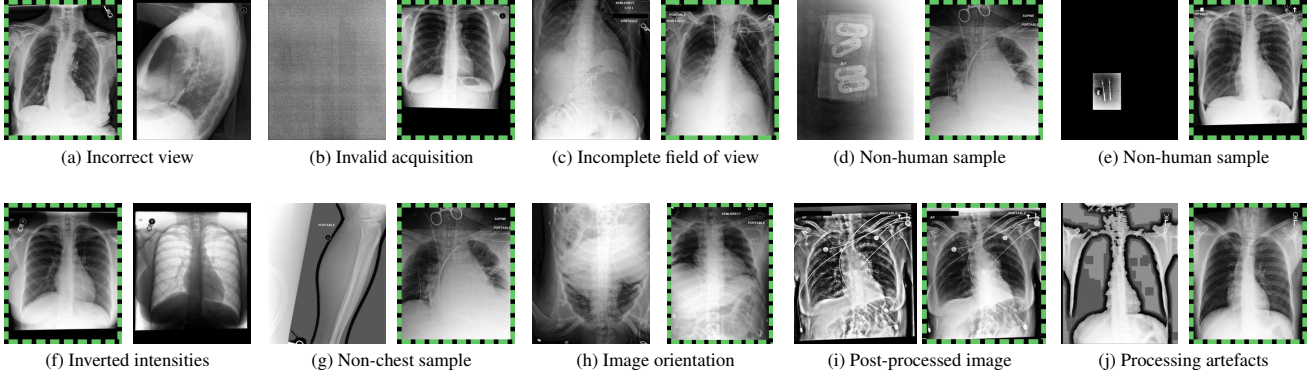 (a) Incorrect view
(b) Invalid acquisition
(c) Incomplete field of view
(d) Non-human sample
(e) Non-human sample
(f) Inverted intensities
(g) Non-chest sample
(h) Image orientation
(i) Post-processed image
(j) Processing artefacts